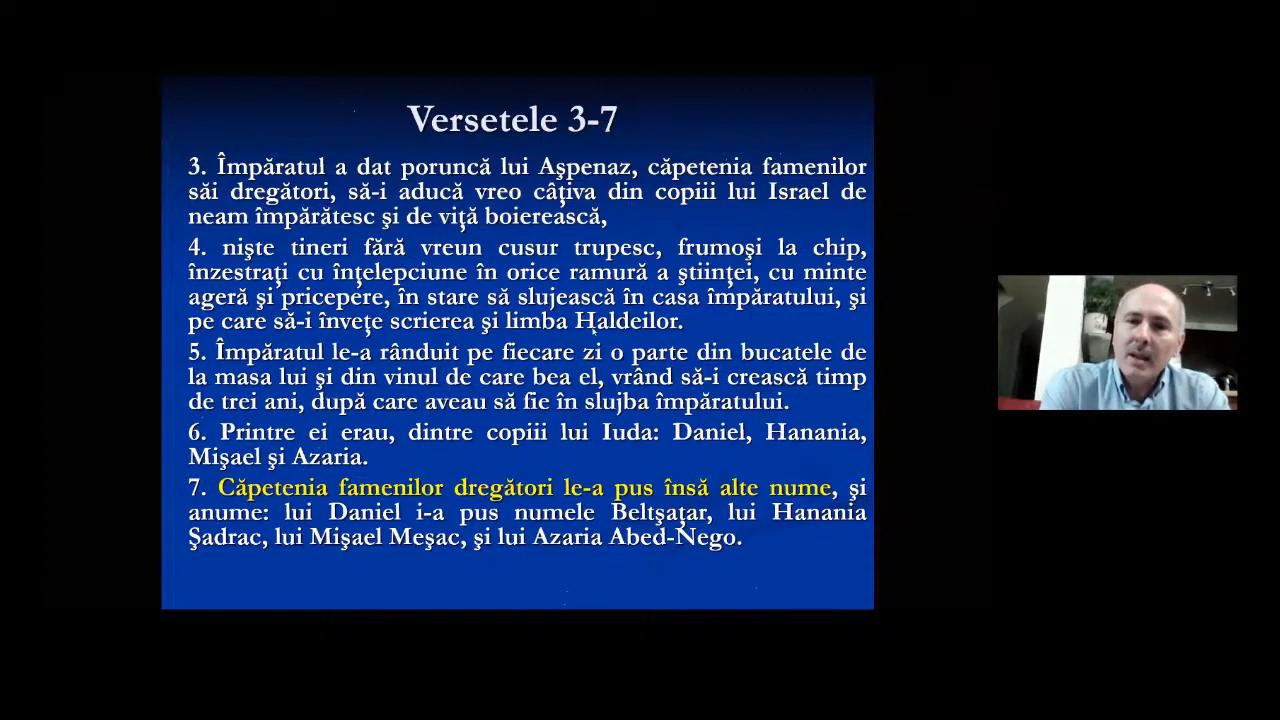 Versetele 3-7
3. Împăratul a dat poruncă lui Aşpenaz, căpetenia famenilor
săi dregători, să-i aducă vreo câţiva din copiii lui Israel de
neam împărătesc şi de viţă boierească,
4. nişte tineri fără vreun cusur trupesc, frumoşi la chip,
înzestraţi cu înţelepciune în orice ramură a ştiinţei, cu minte
ageră şi pricepere, în stare să slujească în casa împăratului, şi
pe care să-i înveţe scrierea şi limba Haldeilor.
5. Împăratul le-a rânduit pe fiecare zi o parte din bucatele de
la masa lui şi din vinul de care bea el, vrând să-i crească timp
de trei ani, după care aveau să fie în slujba împăratului.
6. Printre ei erau, dintre copiii lui Iuda: Daniel, Hanania,
Mişael şi Azaria.
7. Căpetenia famenilor dregători le-a pus însă alte nume, şi
anume: lui Daniel i-a pus numele Beltşaţar, lui Hanania
Şadrac, lui Mişael Meşac, şi lui Azaria Abed-Nego.